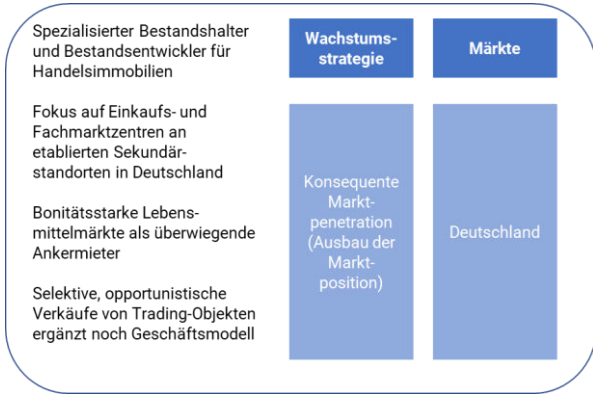 Spezialisierter Bestandshalter
und Bestandsentwickler für
Handelsimmobilien
Wachstums-
strategie
Märkte
Fokus auf Einkaufs- und
Fachmarktzentren an
etablierten Sekundär-
standorten in Deutschland
Bonitätsstarke Lebens-
mittelmärkte als überwiegende
Ankermieter
Selektive, opportunistische
Verkäufe von Trading-Objekten
ergänzt noch Geschäftsmodell
Konsequente
Markt-
penetration
(Ausbau der
Markt-
position)
Deutschland